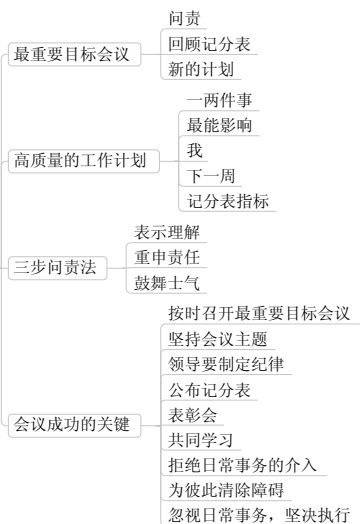 最重要目标会议
问责
回顾记分表
新的计划
高质量的工作计划
一两件事
最能影响
我
下一周
记分表指标
三步问责法
表示理解
重申责任
鼓舞士气
会议成功的关键
按时召开最重要目标会议
坚持会议主题
领导要制定纪律
公布记分表
表彰会
共同学习
拒绝日常事务的介入
为彼此清除障碍
忽视日常事务，坚决执行